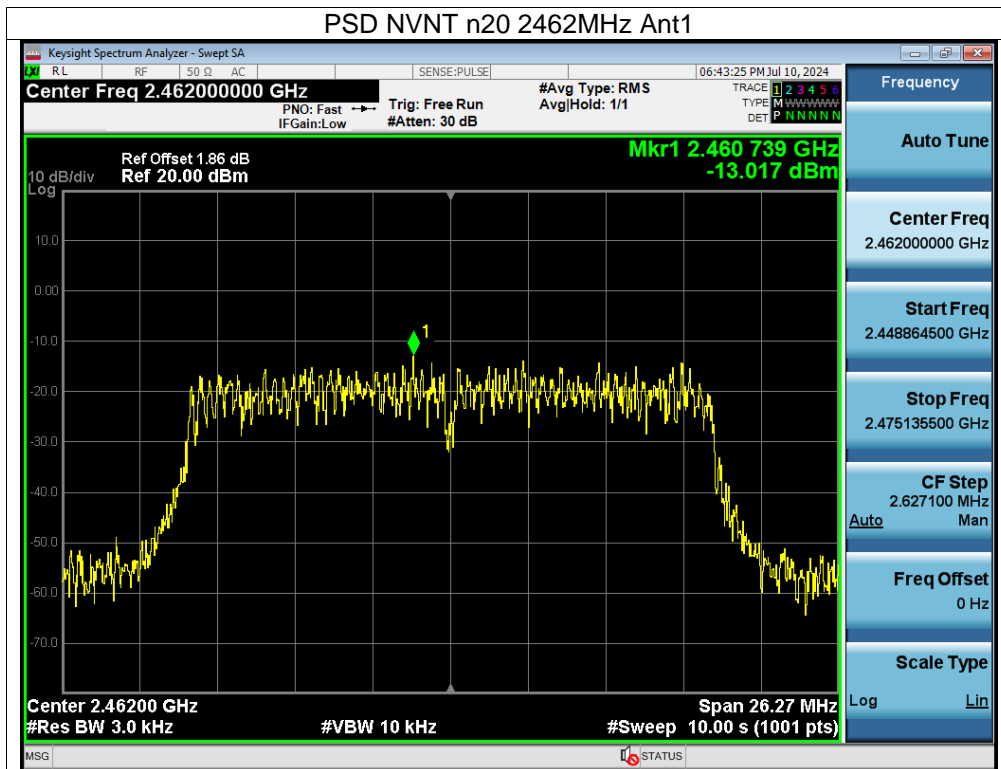 PSD NVNT n20 2462MHz Ant1
Keysight Spectrum Analyzer - Swept SA
LXI RL RF 50 Ω AC SENSE:PULSE 06:43:25 PM Jul 10, 2024
Center Freq 2.462000000 GHz
PNO: Fast
IFGain:Low
Trig: Free Run
#Atten: 30 dB
#Avg Type: RMS
Avg|Hold: 1/1
TRACE 1 2 3 4 5 6
TYPE M WWWWW
DET P N N N N N
Mkr1 2.460 739 GHz
-13.017 dBm
Ref Offset 1.86 dB
10 dB/div Ref 20.00 dBm
Log
10.0
0.00
-10.0
-20.0
-30.0
-40.0
-50.0
-60.0
-70.0
1
Center 2.46200 GHz Span 26.27 MHz
#Res BW 3.0 kHz #VBW 10 kHz #Sweep 10.00 s (1001 pts)
MSG STATUS
Frequency
Auto Tune
Center Freq
2.462000000 GHz
Start Freq
2.448864500 GHz
Stop Freq
2.475135500 GHz
CF Step
2.627100 MHz
Auto Man
Freq Offset
0 Hz
Scale Type
Log Lin